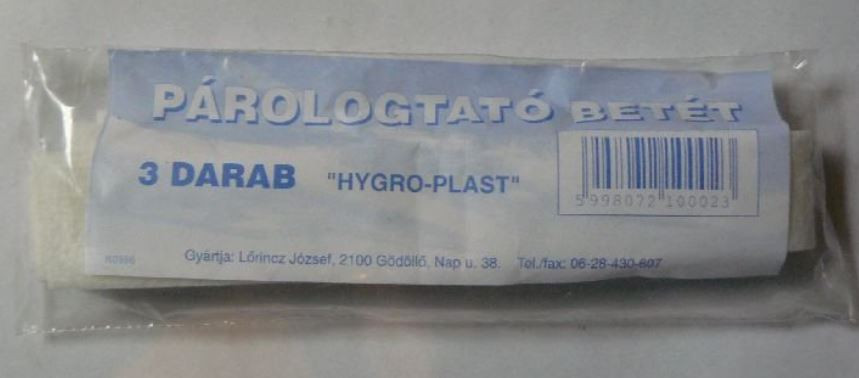 PÁROLOGTATÓ BETÉT
3 DARAB "HYGRO-PLAST"
5 998072 100023
Gyártja: Lőrincz József, 2100 Gödöllő, Nap u. 38. Tel./fax: 06-28-430-607